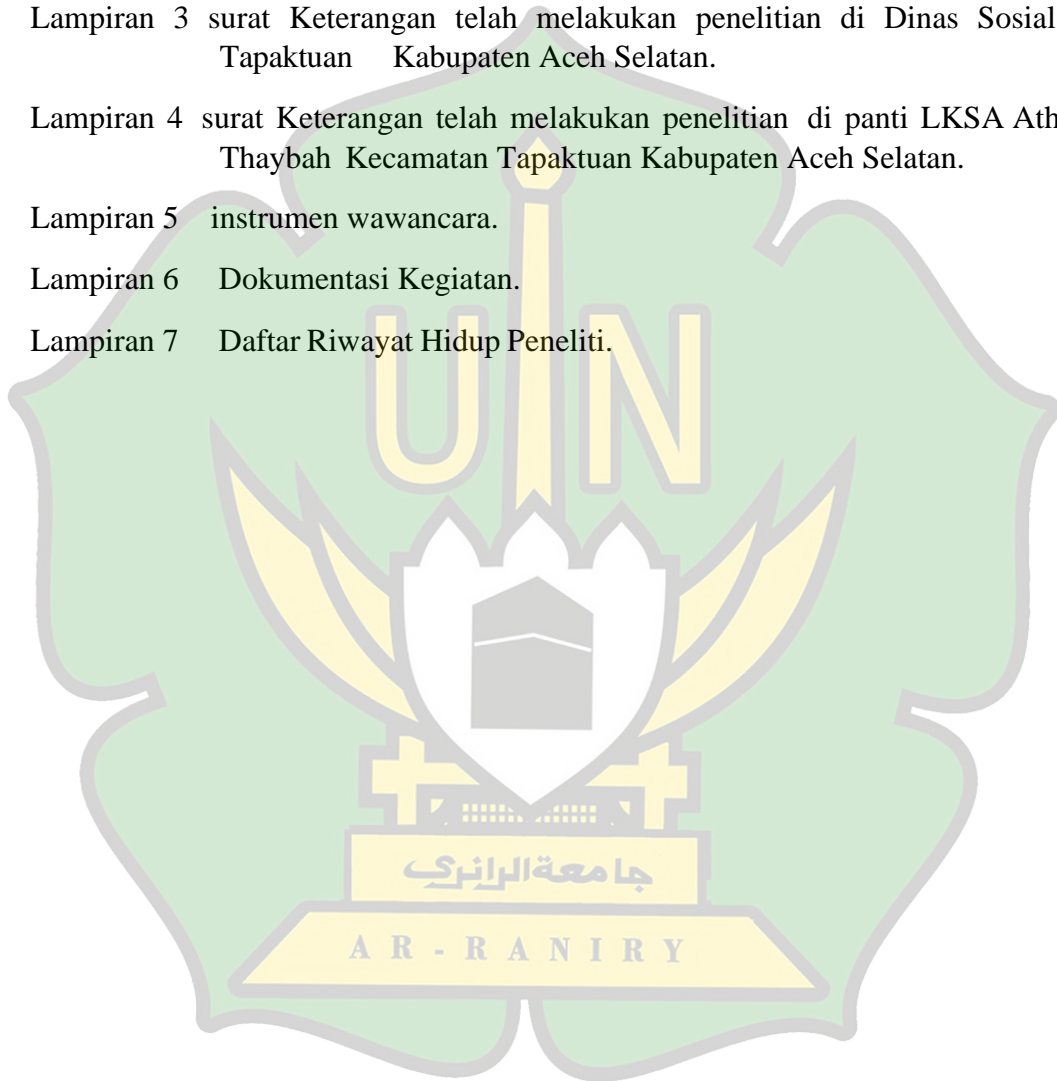 Lampiran 3 surat Keterangan telah melakukan penelitian di Dinas Sosial
Tapaktuan Kabupaten Aceh Selatan.
Lampiran 4 surat Keterangan telah melakukan penelitian di panti LKSA Ath
Thaybah Kecamatan Tapaktuan Kabupaten Aceh Selatan.
Lampiran 5 instrumen wawancara.
Lampiran 6 Dokumentasi Kegiatan.
Lampiran 7 Daftar Riwayat Hidup Peneliti.
UIN
جامعة الرانري
AR-RANIRY